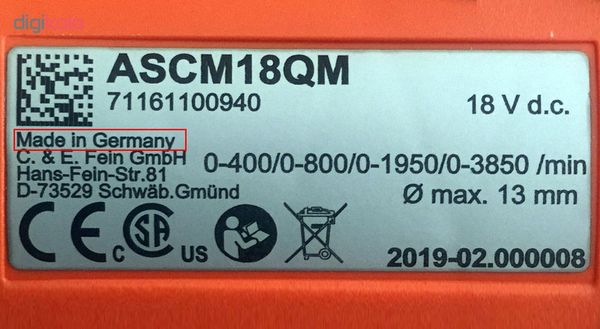 digikala
ASCM18QM
71161100940
18 V d.c.
Made in Germany
C. & E. Fein GmbH
Hans-Fein-Str.81
D-73529 Schwäb.Gmünd
0-400/0-800/0-1950/0-3850 /min
Ø max. 13 mm
CE C SA US
2019-02.000008